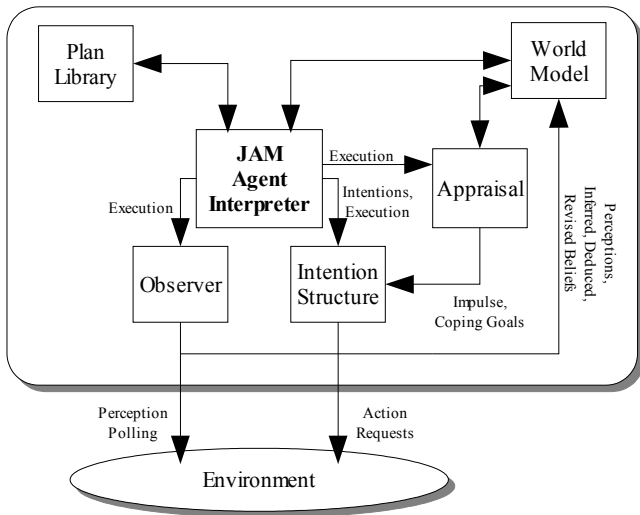 Plan
Library
World
Model
JAM
Agent
Interpreter
Execution
Appraisal
Execution
Intentions,
Execution
Observer
Intention
Structure
Impulse,
Coping Goals
Perceptions,
Inferred, Deduced,
Revised Beliefs
Perception
Polling
Action
Requests
Environment